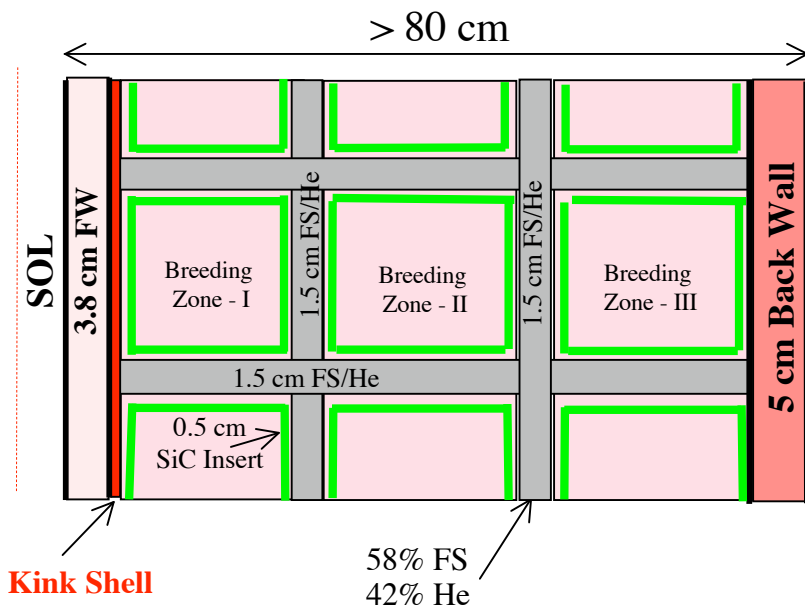 > 80 cm
SOL
3.8 cm FW
1.5 cm FS/He
1.5 cm FS/He
5 cm Back Wall
Breeding
Zone - I
Breeding
Zone - II
Breeding
Zone - III
1.5 cm FS/He
0.5 cm
SiC Insert
Kink Shell
58% FS
42% He